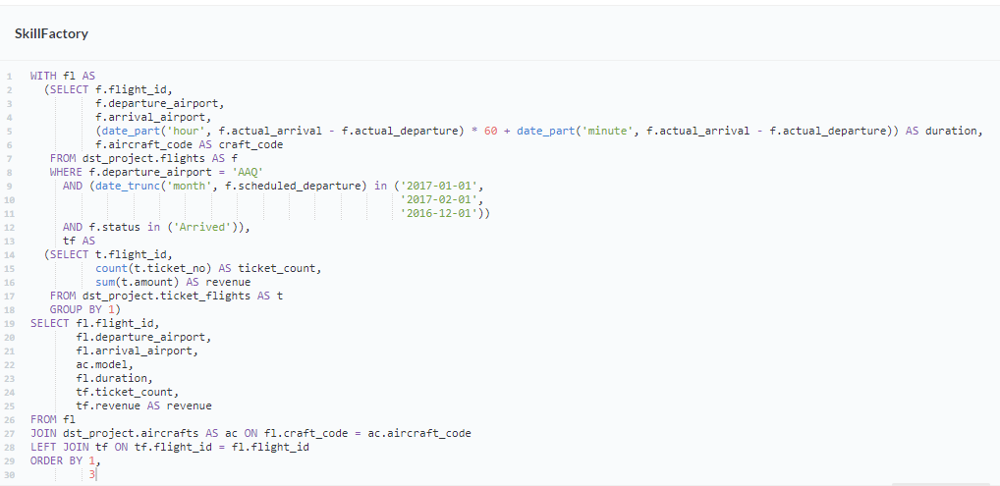 SkillFactory
1 WITH fl AS
2 (SELECT f.flight_id,
3 f.departure_airport,
4 f.arrival_airport,
5 (date_part('hour', f.actual_arrival - f.actual_departure) * 60 + date_part('minute', f.actual_arrival - f.actual_departure)) AS duration,
6 f.aircraft_code AS craft_code
7 FROM dst_project.flights AS f
8 WHERE f.departure_airport = 'AAQ'
9 AND (date_trunc('month', f.scheduled_departure) in ('2017-01-01',
10 '2017-02-01',
11 '2016-12-01'))
12 AND f.status in ('Arrived')),
13 tf AS
14 (SELECT t.flight_id,
15 count(t.ticket_no) AS ticket_count,
16 sum(t.amount) AS revenue
17 FROM dst_project.ticket_flights AS t
18 GROUP BY 1)
19 SELECT fl.flight_id,
20 fl.departure_airport,
21 fl.arrival_airport,
22 ac.model,
23 fl.duration,
24 tf.ticket_count,
25 tf.revenue AS revenue
26 FROM fl
27 JOIN dst_project.aircrafts AS ac ON fl.craft_code = ac.aircraft_code
28 LEFT JOIN tf ON tf.flight_id = fl.flight_id
29 ORDER BY 1,
30 3